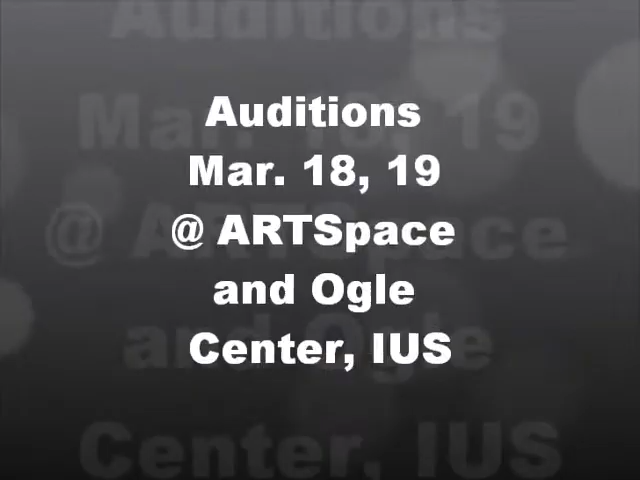 Auditions
Mar. 18, 19
@ ARTSpace
and Ogle
Center, IUS